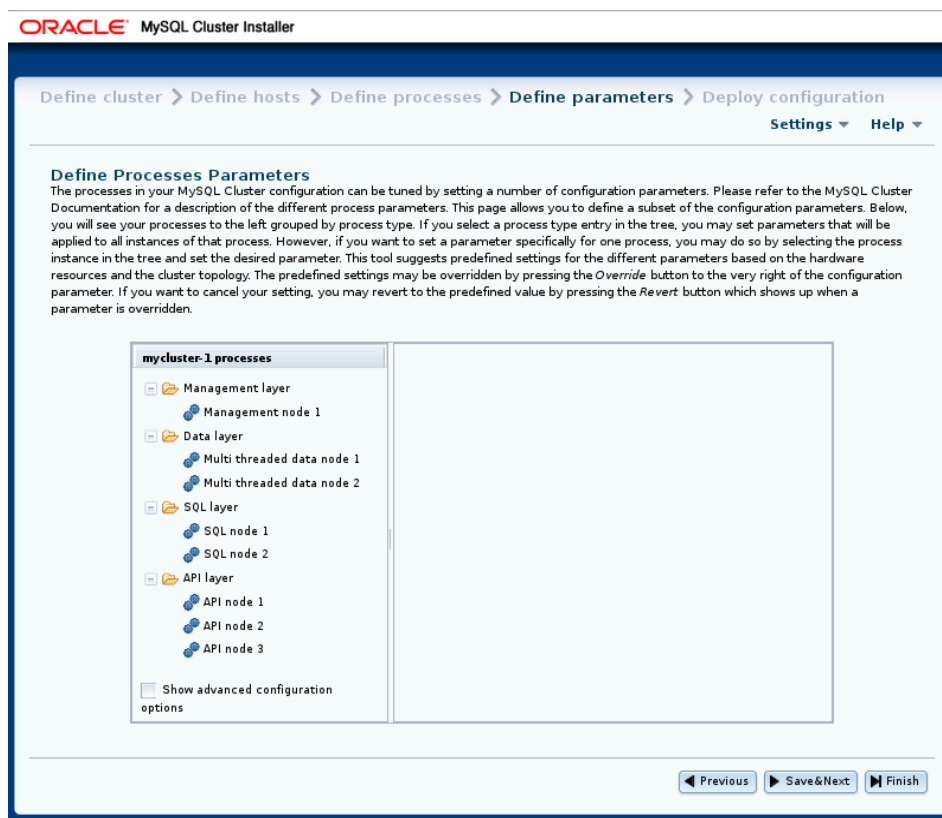 ORACLE® MySQL Cluster Installer
Define cluster > Define hosts > Define processes > Define parameters > Deploy configuration
Settings Help
Define Processes Parameters
The processes in your MySQL Cluster configuration can be tuned by setting a number of configuration parameters. Please refer to the MySQL Cluster
Documentation for a description of the different process parameters. This page allows you to define a subset of the configuration parameters. Below,
you will see your processes to the left grouped by process type. If you select a process type entry in the tree, you may set parameters that will be
applied to all instances of that process. However, if you want to set a parameter specifically for one process, you may do so by selecting the process
instance in the tree and set the desired parameter. This tool suggests predefined settings for the different parameters based on the hardware
resources and the cluster topology. The predefined settings may be overridden by pressing the Override button to the very right of the configuration
parameter. If you want to cancel your setting, you may revert to the predefined value by pressing the Revert button which shows up when a
parameter is overridden.
mycluster-1 processes
Management layer
Management node 1
Data layer
Multi threaded data node 1
Multi threaded data node 2
SQL layer
SQL node 1
SQL node 2
API layer
API node 1
API node 2
API node 3
Show advanced configuration
options
Previous Save&Next Finish